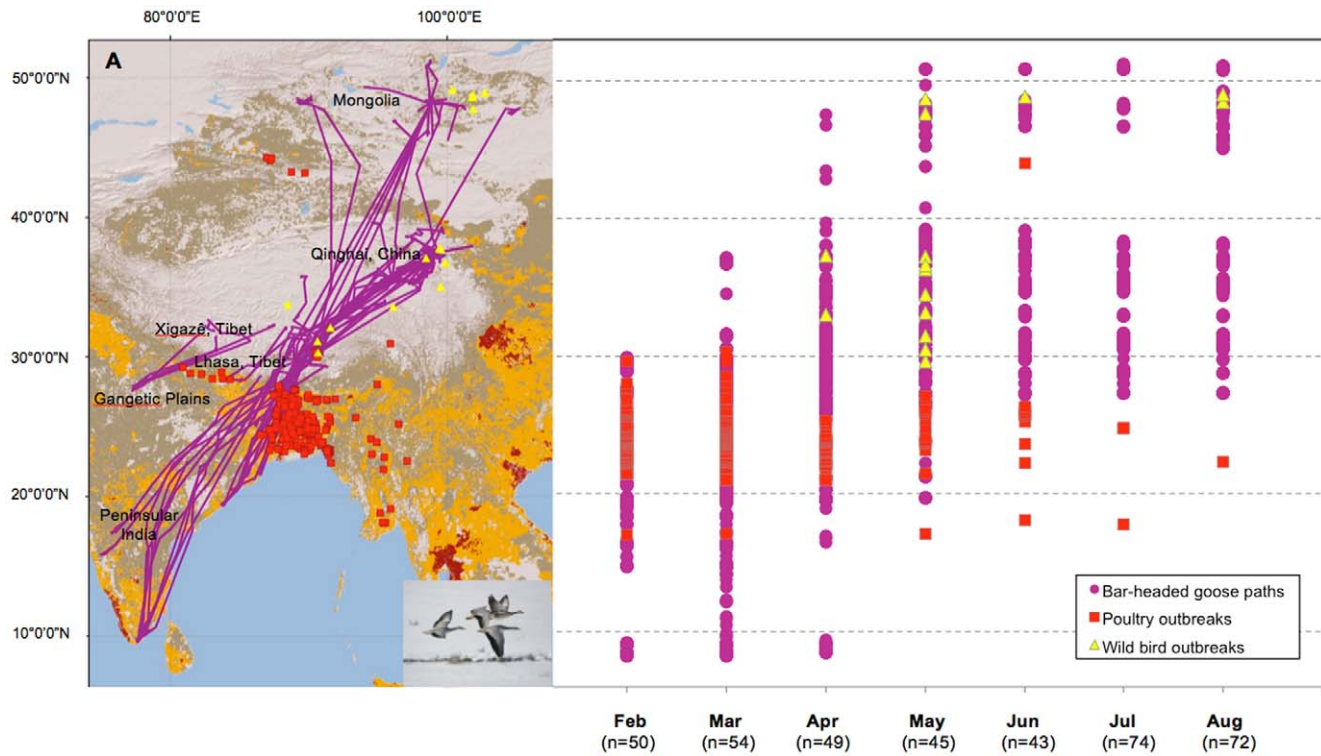 80°0'0"E
100°0'0"E
A
50°0'0"N
Mongolia
40°0'0"N
Qinghai, China
Xigazê, Tibet
30°0'0"N
Lhasa, Tibet
Gangetic Plains
20°0'0"N
Peninsular
India
10°0'0"N
Bar-headed goose paths
Poultry outbreaks
Wild bird outbreaks
Feb
(n=50)
Mar
(n=54)
Apr
(n=49)
May
(n=45)
Jun
(n=43)
Jul
(n=74)
Aug
(n=72)